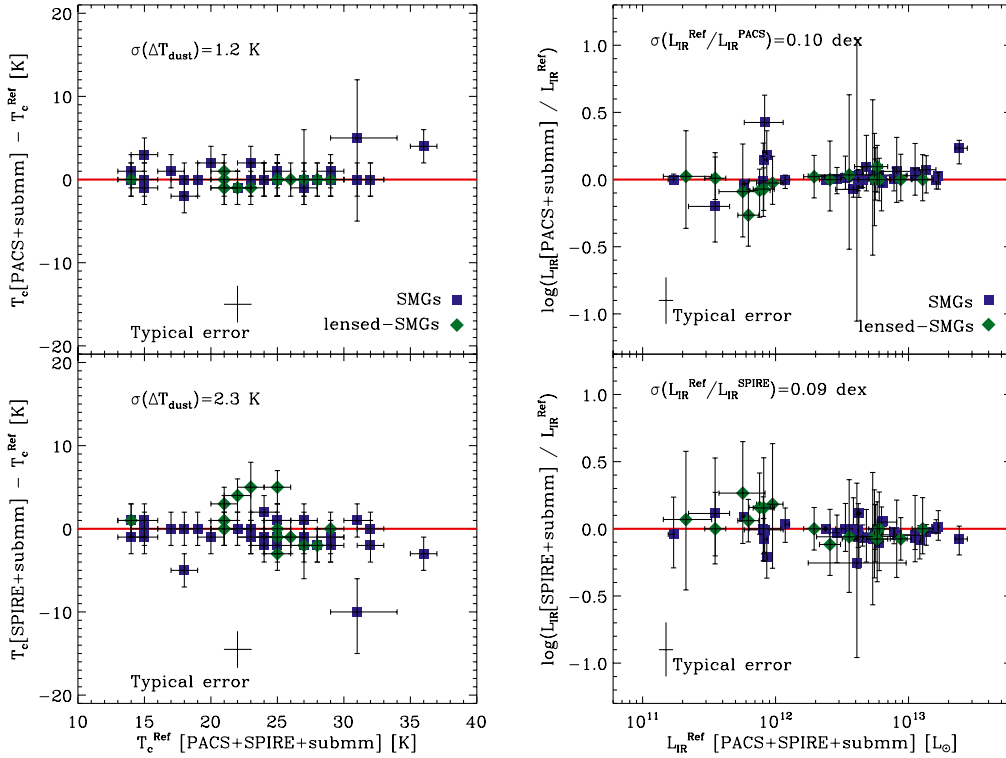 σ(ΔT_dust)=1.2 K
T_c[PACS+submm] − T_c^Ref [K]
20
10
0
−10
−20
SMGs
lensed−SMGs
Typical error
σ(L_IR^Ref/L_IR^PACS)=0.10 dex
log(L_IR[PACS+submm] / L_IR^Ref)
1.0
0.5
0.0
−0.5
−1.0
SMGs
lensed−SMGs
Typical error
σ(ΔT_dust)=2.3 K
T_c[SPIRE+submm] − T_c^Ref [K]
20
10
0
−10
−20
Typical error
10 15 20 25 30 35 40
T_c^Ref [PACS+SPIRE+submm] [K]
σ(L_IR^Ref/L_IR^SPIRE)=0.09 dex
log(L_IR[SPIRE+submm] / L_IR^Ref)
1.0
0.5
0.0
−0.5
−1.0
Typical error
10^11 10^12 10^13
L_IR^Ref [PACS+SPIRE+submm] [L_⊙]